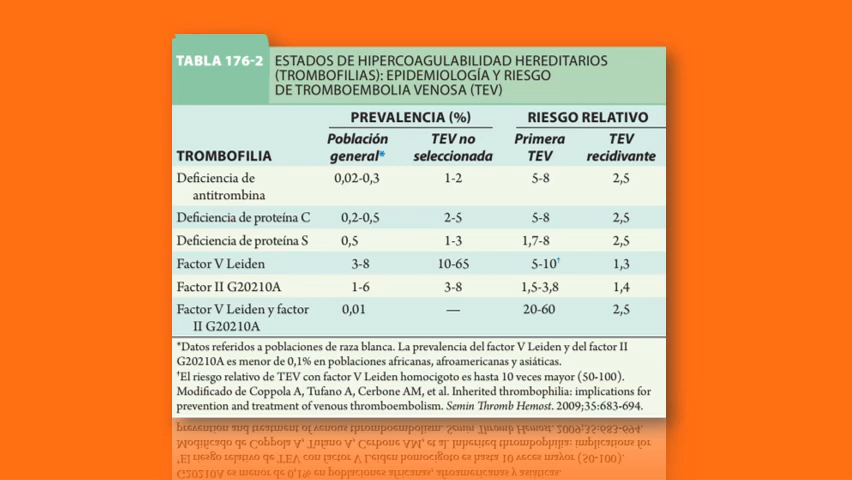 TABLA 176-2
ESTADOS DE HIPERCOAGULABILIDAD HEREDITARIOS
(TROMBOFILIAS): EPIDEMIOLOGÍA Y RIESGO
DE TROMBOEMBOLIA VENOSA (TEV)
PREVALENCIA (%) RIESGO RELATIVO
Población TEV no Primera TEV
TROMBOFILIA general* seleccionada TEV recidivante
Deficiencia de 0,02-0,3 1-2 5-8 2,5
antitrombina
Deficiencia de proteína C 0,2-0,5 2-5 5-8 2,5
Deficiencia de proteína S 0,5 1-3 1,7-8 2,5
Factor V Leiden 3-8 10-65 5-10† 1,3
Factor II G20210A 1-6 3-8 1,5-3,8 1,4
Factor V Leiden y factor 0,01 — 20-60 2,5
II G20210A
*Datos referidos a poblaciones de raza blanca. La prevalencia del factor V Leiden y del factor II
G20210A es menor de 0,1% en poblaciones africanas, afroamericanas y asiáticas.
†El riesgo relativo de TEV con factor V Leiden homocigoto es hasta 10 veces mayor (50-100).
Modificado de Coppola A, Tufano A, Cerbone AM, et al. Inherited thrombophilia: implications for
prevention and treatment of venous thromboembolism. Semin Thromb Hemost. 2009;35:683-694.